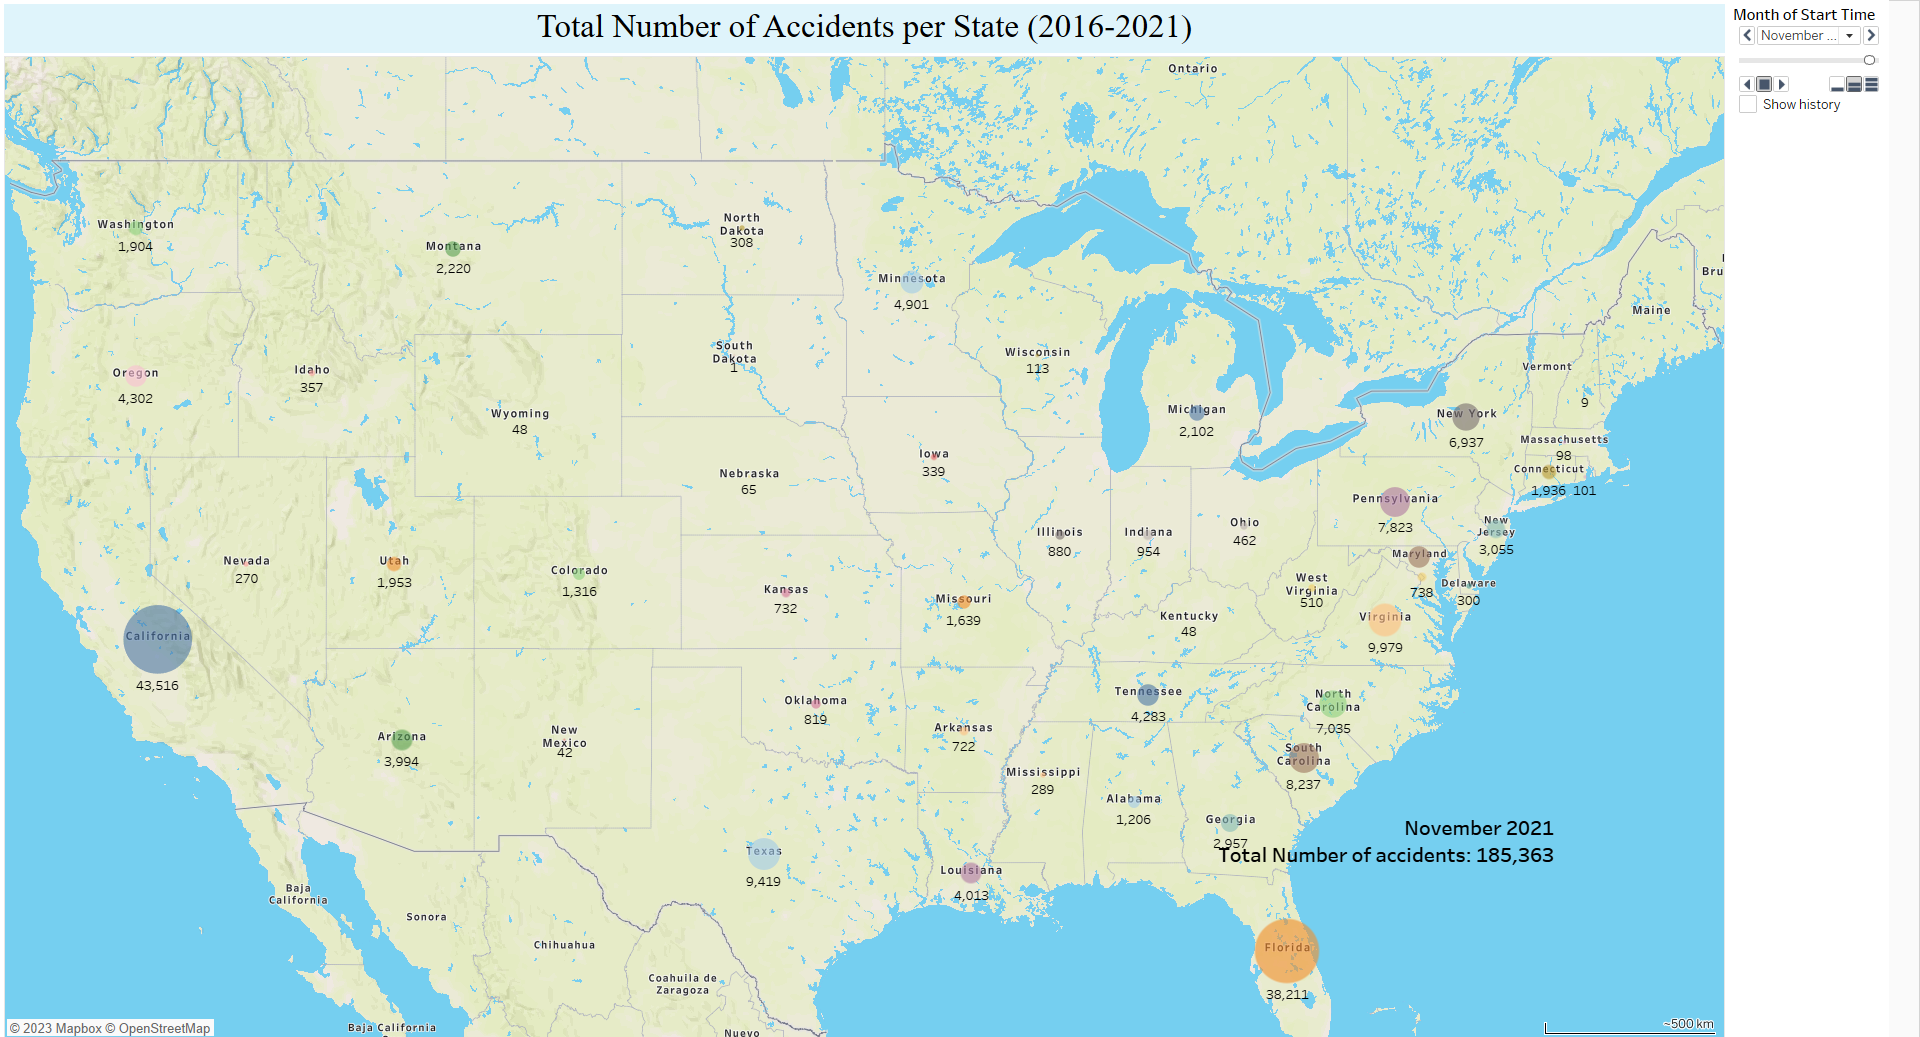 Total Number of Accidents per State (2016-2021)
Month of Start Time
November ...
Show history
Ontario
Washington
1,904
Montana
2,220
North
Dakota
308
Minnesota
4,901
Bru
Maine
Oregon
4,302
Idaho
357
South
Dakota
1
Wisconsin
113
Vermont
9
Wyoming
48
Michigan
2,102
New York
6,937
Massachusetts
98
Iowa
339
Nebraska
65
Connecticut
1,936 101
Pennsylvania
7,823
New
Jersey
3,055
Illinois
880
Indiana
954
Ohio
462
Maryland
738
Delaware
300
Nevada
270
Utah
1,953
Colorado
1,316
Kansas
732
Missouri
1,639
West
Virginia
510
Kentucky
48
Virginia
9,979
California
43,516
Tennessee
4,283
North
Carolina
7,035
Oklahoma
819
Arkansas
722
Arizona
3,994
New
Mexico
42
South
Carolina
8,237
Mississippi
289
Alabama
1,206
Georgia
2,957
November 2021
Total Number of accidents: 185,363
Texas
9,419
Louisiana
4,013
Baja
California
Sonora
Chihuahua
Florida
38,211
Coahuila de
Zaragoza
Baja California
Nuevo
© 2023 Mapbox © OpenStreetMap
~500 km